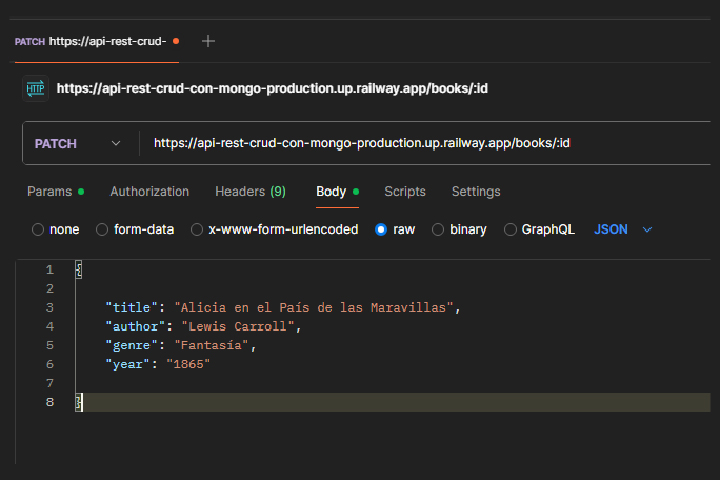 PATCH https://api-rest-crud-
HTTP https://api-rest-crud-con-mongo-production.up.railway.app/books/:id
PATCH https://api-rest-crud-con-mongo-production.up.railway.app/books/:id
Params Authorization Headers (9) Body Scripts Settings
none form-data x-www-form-urlencoded raw binary GraphQL JSON
1 {
2
3 "title": "Alicia en el País de las Maravillas",
4 "author": "Lewis Carroll",
5 "genre": "Fantasía",
6 "year": "1865"
7
8 }